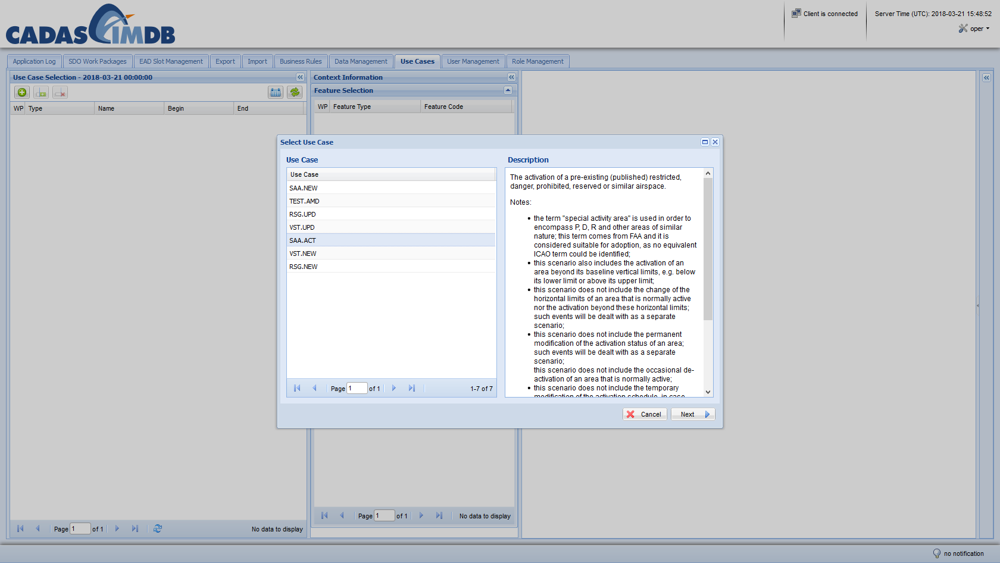 CADAS IMDB
Client is connected
Server Time (UTC): 2018-03-21 15:48:52
oper
Application Log
SDO Work Packages
EAD Slot Management
Export
Import
Business Rules
Data Management
Use Cases
User Management
Role Management
Use Case Selection - 2018-03-21 00:00:00
WP Type Name Begin End
Context Information
Feature Selection
WP Feature Type Feature Code
Select Use Case
Use Case
Use Case
SAA.NEW
TEST.AMD
RSG.UPD
VST.UPD
SAA.ACT
VST.NEW
RSG.NEW
Page 1 of 1
1-7 of 7
Description
The activation of a pre-existing (published) restricted,
danger, prohibited, reserved or similar airspace.
Notes:
• the term "special activity area" is used in order to
encompass P, D, R and other areas of similar
nature; this term comes from FAA and it is
considered suitable for adoption, as no equivalent
ICAO term could be identified;
• this scenario also includes the activation of an
area beyond its baseline vertical limits, e.g. below
its lower limit or above its upper limit;
• this scenario does not include the change of the
horizontal limits of an area that is normally active
nor the activation beyond these horizontal limits;
such events will be dealt with as a separate
scenario;
• this scenario does not include the permanent
modification of the activation status of an area;
such events will be dealt with as a separate
scenario;
this scenario does not include the occasional de-
activation of an area that is normally active;
• this scenario does not include the temporary
modification of the activation schedule, in case
Cancel
Next
Page 1 of 1
No data to display
Page 1 of 1
No data to display
no notification